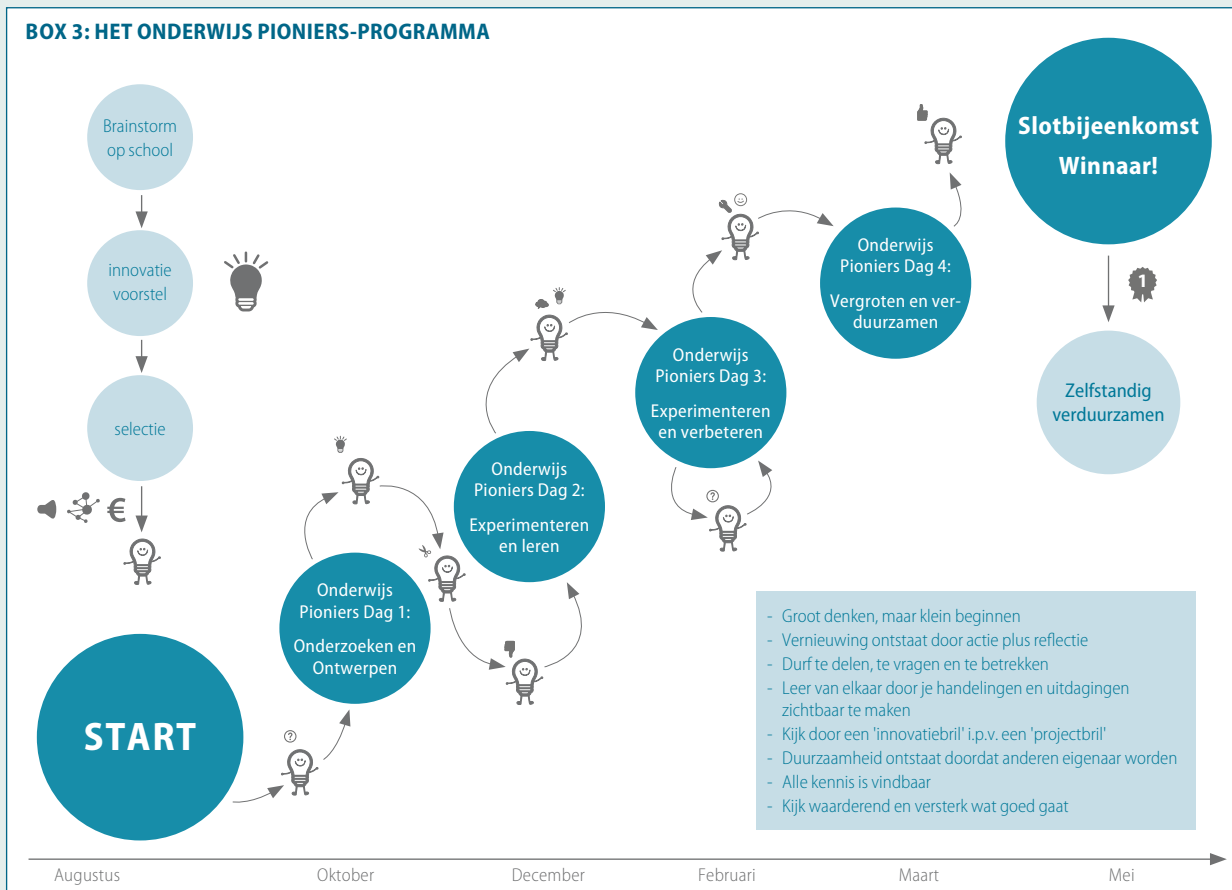 BOX 3: HET ONDERWIJS PIONIERS-PROGRAMMA
Brainstorm
op school
innovatie
voorstel
selectie
€
START
?
Onderwijs
Pioniers Dag 1:
Onderzoeken en
Ontwerpen
Onderwijs
Pioniers Dag 2:
Experimenteren
en leren
Onderwijs
Pioniers Dag 3:
Experimenteren
en verbeteren
?
Onderwijs
Pioniers Dag 4:
Vergroten en ver-
duurzamen
Slotbijeenkomst
Winnaar!
1
Zelfstandig
verduurzamen
- Groot denken, maar klein beginnen
- Vernieuwing ontstaat door actie plus reflectie
- Durf te delen, te vragen en te betrekken
- Leer van elkaar door je handelingen en uitdagingen
zichtbaar te maken
- Kijk door een 'innovatiebril' i.p.v. een 'projectbril'
- Duurzaamheid ontstaat doordat anderen eigenaar worden
- Alle kennis is vindbaar
- Kijk waarderend en versterk wat goed gaat
Augustus
Oktober
December
Februari
Maart
Mei